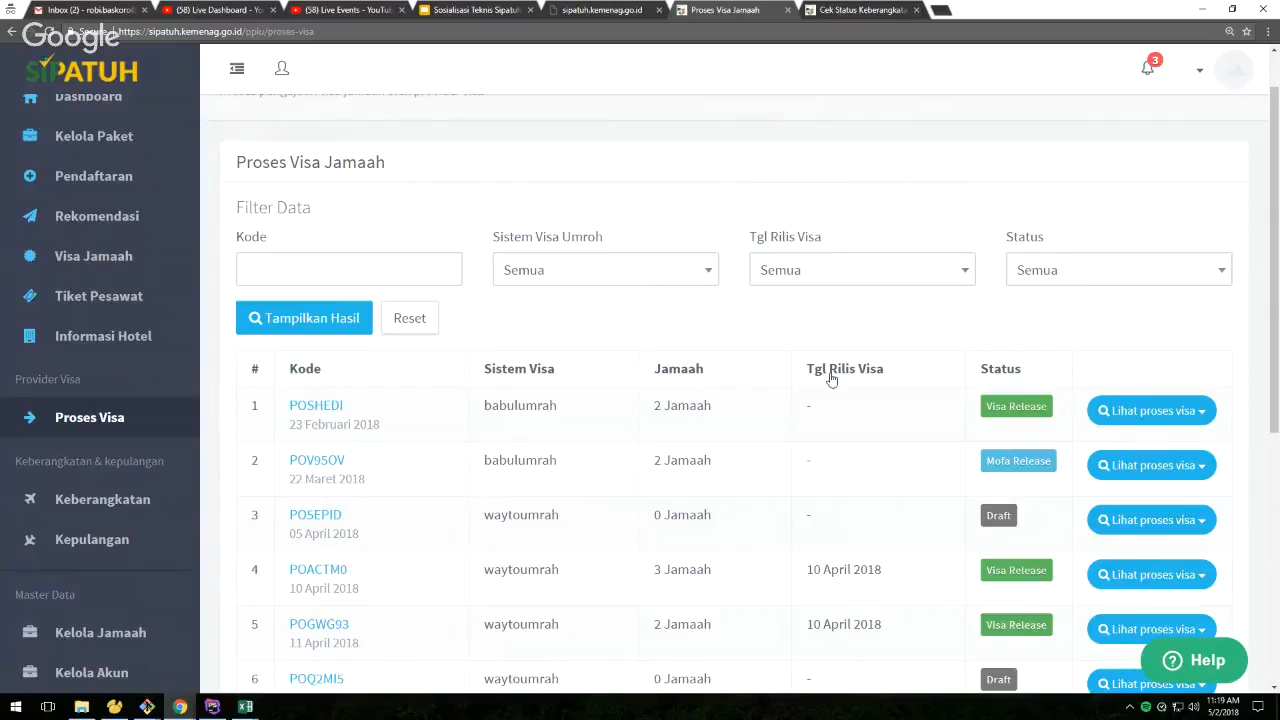 Inbox (2) - robi.baskoro
(58) Live Dashboard - Yo
(58) Live Events - YouTu
Sosialisasi Teknis Sipatuh
sipatuh.kemenag.go.id
Proses Visa Jamaah
Cek Status Keberangkata
Secure
https://sipatuh.kemenag.go.id/ppiu/proses-visa
Google
SIPATUH
3
Dashboard
Kelola Paket
Pendaftaran
Rekomendasi
Visa Jamaah
Tiket Pesawat
Informasi Hotel
Provider Visa
Proses Visa
Keberangkatan & kepulangan
Keberangkatan
Kepulangan
Master Data
Kelola Jamaah
Kelola Akun
Proses Visa Jamaah
Filter Data
Kode Sistem Visa Umroh Tgl Rilis Visa Status
Semua Semua Semua
Tampilkan Hasil Reset
# Kode Sistem Visa Jamaah Tgl Rilis Visa Status
1 POSHEDI babulumrah 2 Jamaah - Visa Release Lihat proses visa
23 Februari 2018
2 POV95OV babulumrah 2 Jamaah - Mofa Release Lihat proses visa
22 Maret 2018
3 PO5EPID waytoumrah 0 Jamaah - Draft Lihat proses visa
05 April 2018
4 POACTM0 waytoumrah 3 Jamaah 10 April 2018 Visa Release Lihat proses visa
10 April 2018
5 POGWG93 waytoumrah 2 Jamaah 10 April 2018 Visa Release Lihat proses visa
11 April 2018
6 POQ2MI5 waytoumrah 0 Jamaah Draft Lihat proses visa
Help
11:19 AM
5/2/2018